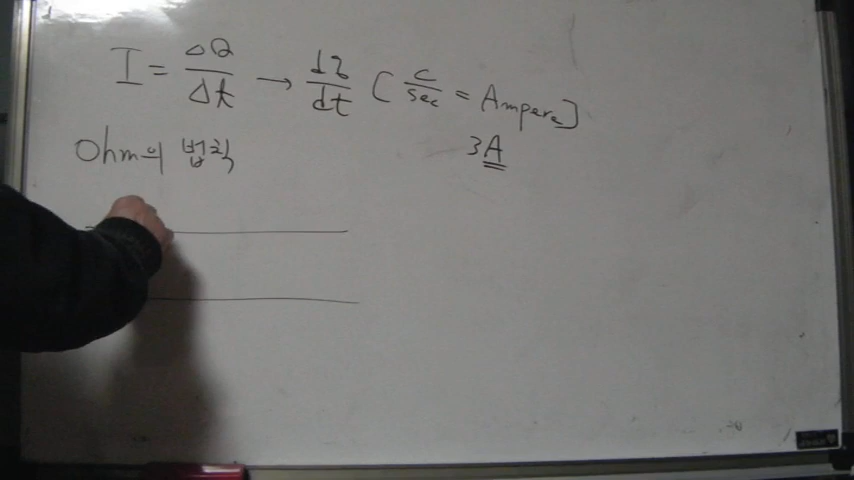 I = ΔQ/Δt → dq/dt [ C/sec = Ampere ]
3A
Ohm의 법칙